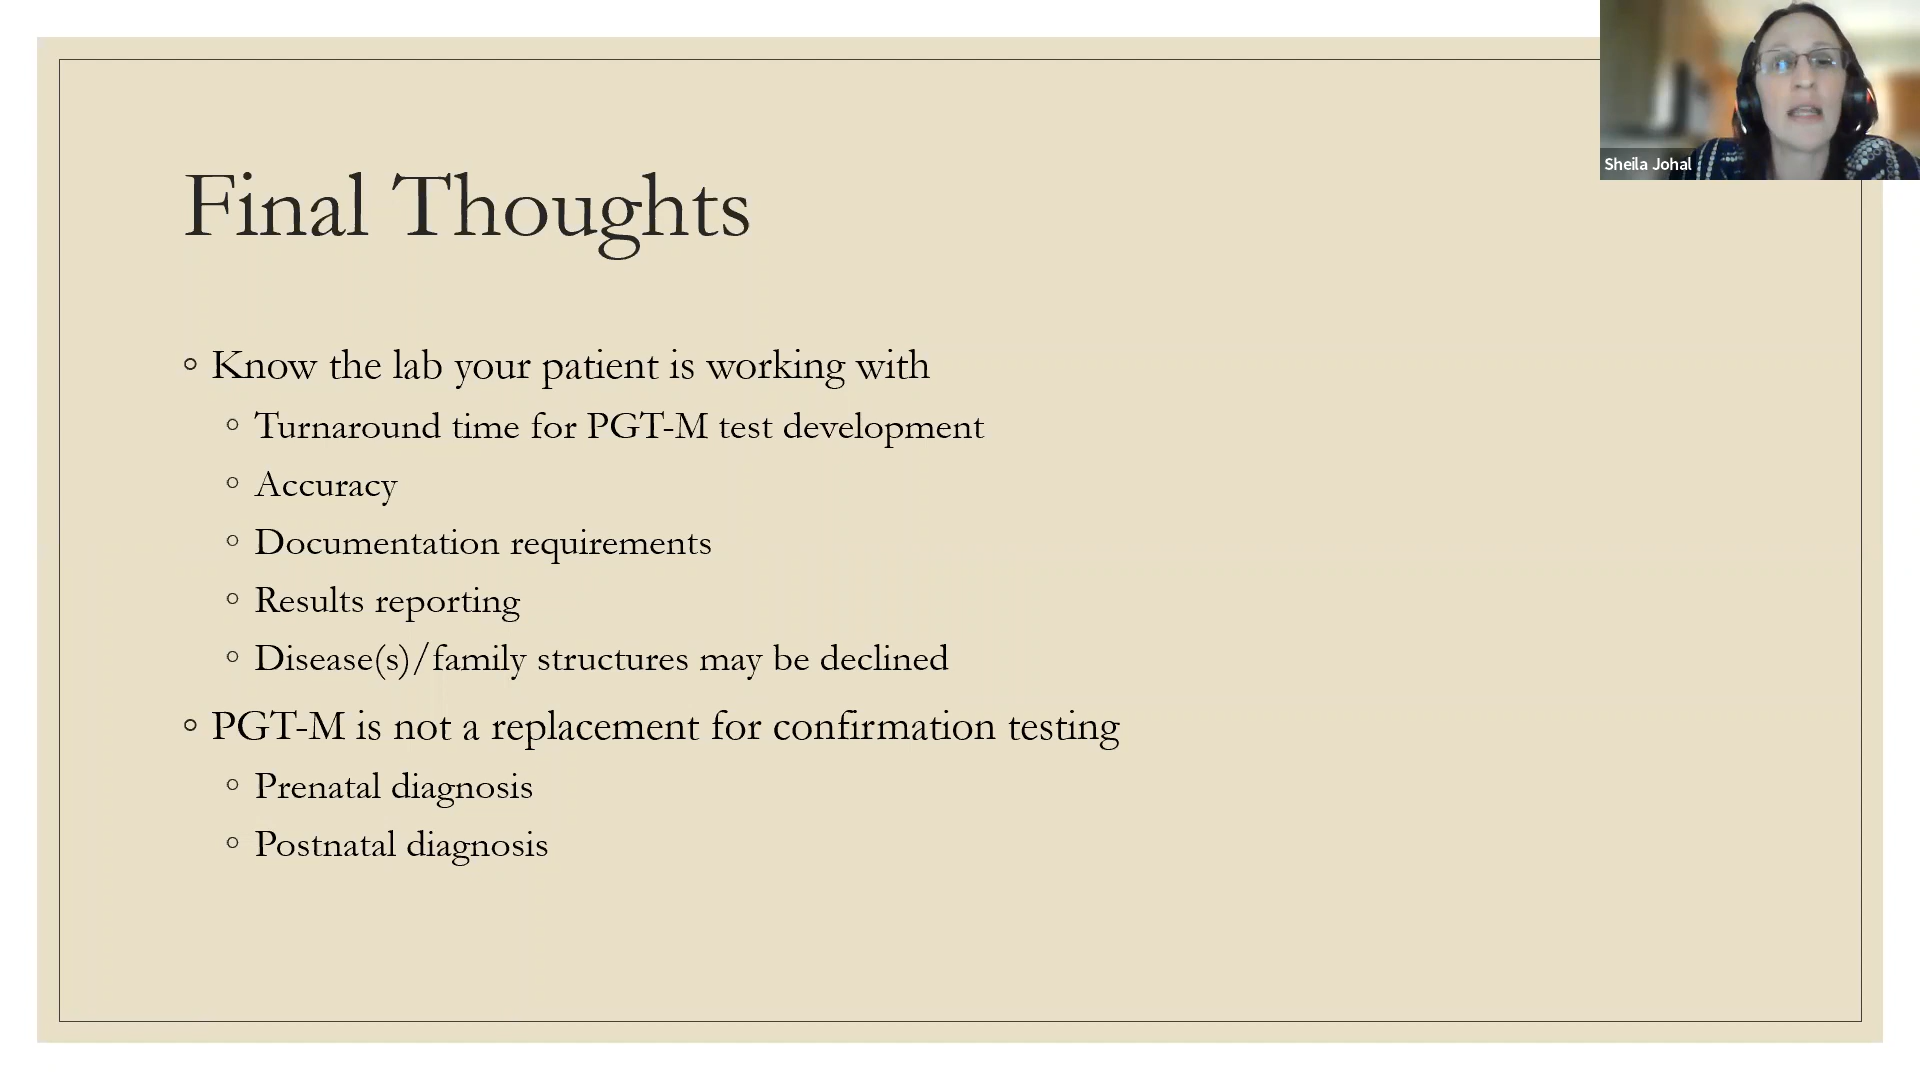 Sheila Johal
Final Thoughts
◦ Know the lab your patient is working with
◦ Turnaround time for PGT-M test development
◦ Accuracy
◦ Documentation requirements
◦ Results reporting
◦ Disease(s)/family structures may be declined
◦ PGT-M is not a replacement for confirmation testing
◦ Prenatal diagnosis
◦ Postnatal diagnosis